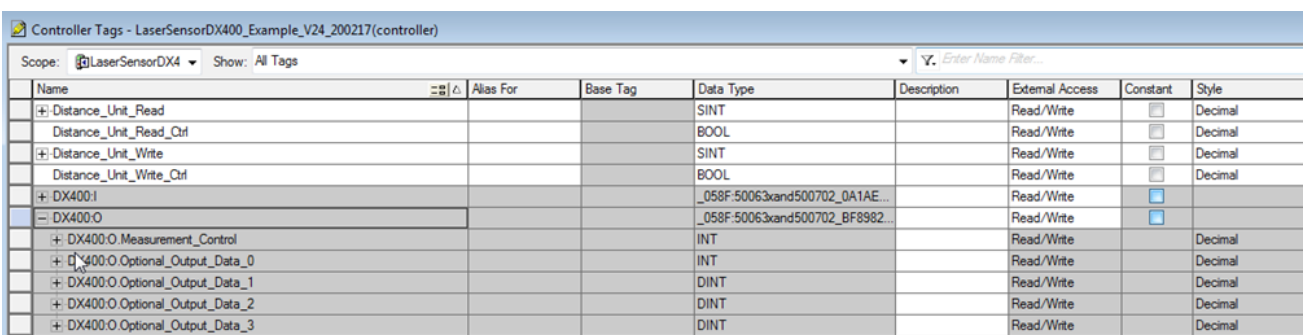 Controller Tags - LaserSensorDX400_Example_V24_200217(controller)
Scope: LaserSensorDX4 Show: All Tags Enter Name Filter...
Name Alias For Base Tag Data Type Description External Access Constant Style
Distance_Unit_Read SINT Read/Write Decimal
Distance_Unit_Read_Ctrl BOOL Read/Write Decimal
Distance_Unit_Write SINT Read/Write Decimal
Distance_Unit_Write_Ctrl BOOL Read/Write Decimal
DX400:I _058F:50063xand500702_0A1AE... Read/Write
DX400:O _058F:50063xand500702_BF8982... Read/Write
DX400:O.Measurement_Control INT Read/Write Decimal
DX400:O.Optional_Output_Data_0 INT Read/Write Decimal
DX400:O.Optional_Output_Data_1 DINT Read/Write Decimal
DX400:O.Optional_Output_Data_2 DINT Read/Write Decimal
DX400:O.Optional_Output_Data_3 DINT Read/Write Decimal